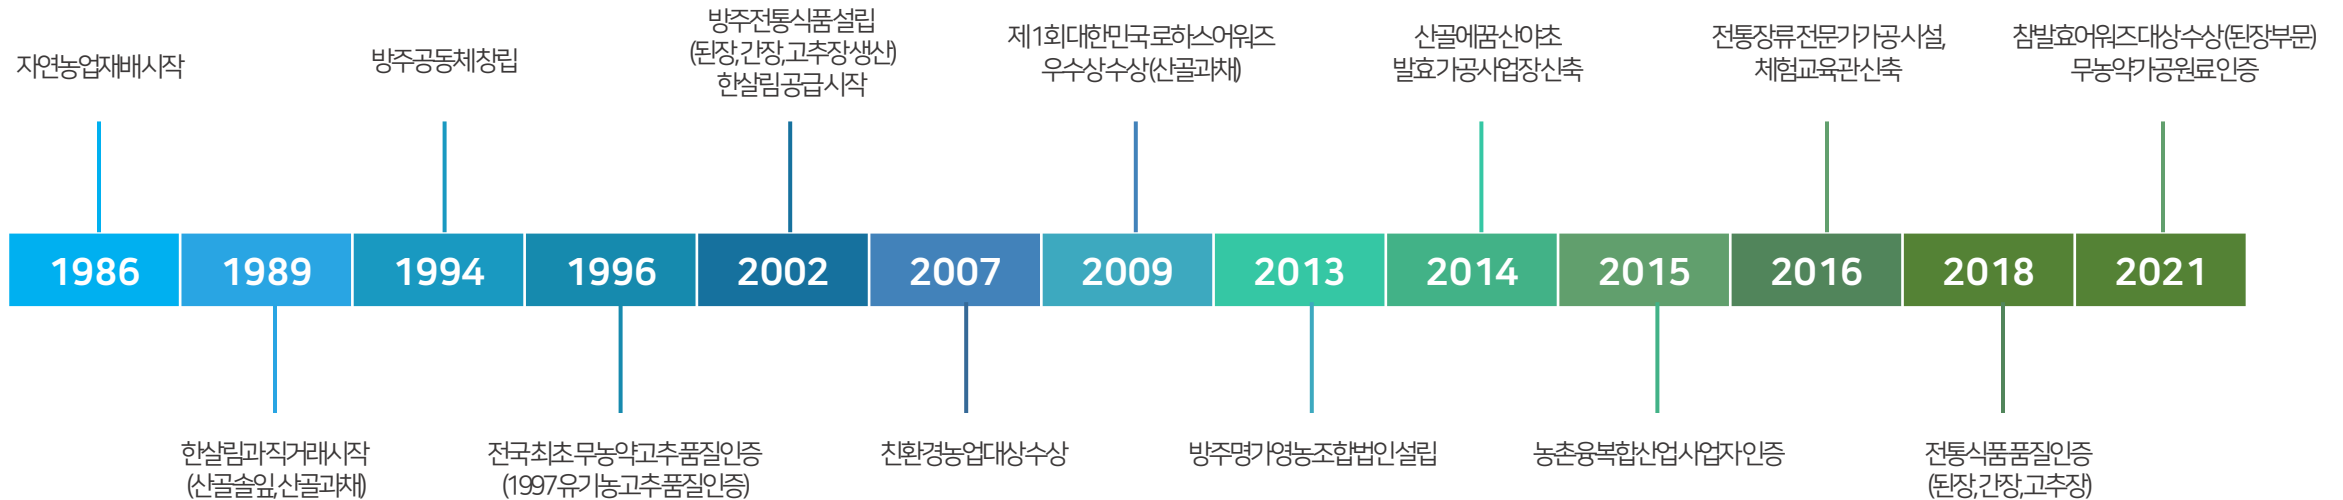 자연농업재배시작
방주공동체창립
방주전통식품설립
(된장,간장,고추장생산)
한살림공급시작
제1회대한민국로하스어워즈
우수상수상(산골과채)
산골에꿈산야초
발효가공사업장신축
전통장류전문가가공시설,
체험교육관신축
참발효어워즈대상수상(된장부문)
무농약가공원료인증
1986
1989
1994
1996
2002
2007
2009
2013
2014
2015
2016
2018
2021
한살림과직거래시작
(산골솔잎,산골과채)
전국최초무농약고추품질인증
(1997유기농고추품질인증)
친환경농업대상수상
방주명가영농조합법인설립
농촌융복합산업사업자인증
전통식품품질인증
(된장,간장,고추장)